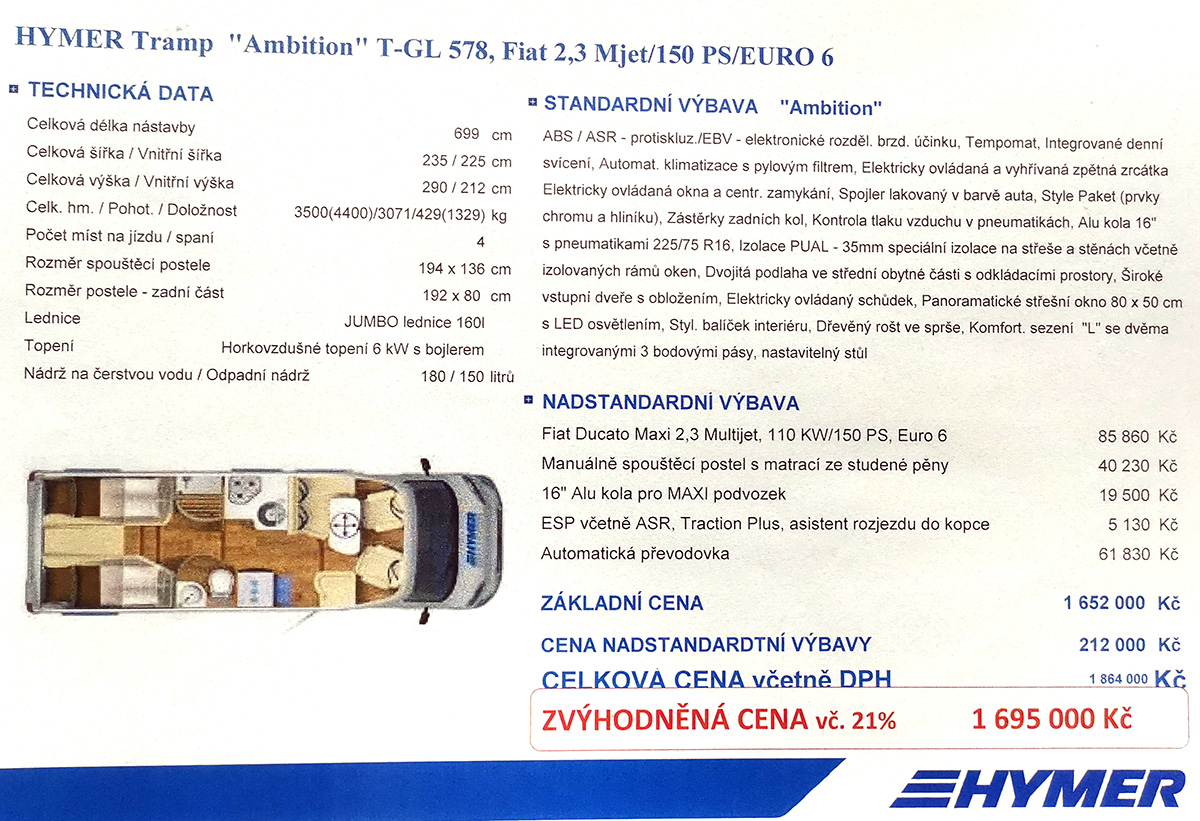 HYMER Tramp "Ambition" T-GL 578, Fiat 2,3 Mjet/150 PS/EURO 6
TECHNICKÁ DATA
Celková délka nástavby 699 cm
Celková šířka / Vnitřní šířka 235 / 225 cm
Celková výška / Vnitřní výška 290 / 212 cm
Celk. hm. / Pohot. / Doložnost 3500(4400)/3071/429(1329) kg
Počet míst na jízdu / spaní 4
Rozměr spouštěcí postele 194 x 136 cm
Rozměr postele - zadní část 192 x 80 cm
Lednice JUMBO lednice 160l
Topení Horkovzdušné topení 6 kW s bojlerem
Nádrž na čerstvou vodu / Odpadní nádrž 180 / 150 litrů
STANDARDNÍ VÝBAVA "Ambition"
ABS / ASR - protiskluz./EBV - elektronické rozděl. brzd. účinku, Tempomat, Integrované denní
svícení, Automat. klimatizace s pylovým filtrem, Elektricky ovládaná a vyhřívaná zpětná zrcátka
Elektricky ovládaná okna a centr. zamykání, Spojler lakovaný v barvě auta, Style Paket (prvky
chromu a hliníku), Zástěrky zadních kol, Kontrola tlaku vzduchu v pneumatikách, Alu kola 16"
s pneumatikami 225/75 R16, Izolace PUAL - 35mm speciální izolace na střeše a stěnách včetně
izolovaných rámů oken, Dvojitá podlaha ve střední obytné části s odkládacími prostory, Široké
vstupní dveře s obložením, Elektricky ovládaný schůdek, Panoramatické střešní okno 80 x 50 cm
s LED osvětlením, Styl. balíček interiéru, Dřevěný rošt ve sprše, Komfort. sezení "L" se dvěma
integrovanými 3 bodovými pásy, nastavitelný stůl
NADSTANDARDNÍ VÝBAVA
Fiat Ducato Maxi 2,3 Multijet, 110 KW/150 PS, Euro 6 85 860 Kč
Manuálně spouštěcí postel s matrací ze studené pěny 40 230 Kč
16" Alu kola pro MAXI podvozek 19 500 Kč
ESP včetně ASR, Traction Plus, asistent rozjezdu do kopce 5 130 Kč
Automatická převodovka 61 830 Kč
ZÁKLADNÍ CENA 1 652 000 Kč
CENA NADSTANDARDTNÍ VÝBAVY 212 000 Kč
CELKOVÁ CENA včetně DPH 1 864 000 Kč
ZVÝHODNĚNÁ CENA vč. 21% 1 695 000 Kč
HYMER
HYMER